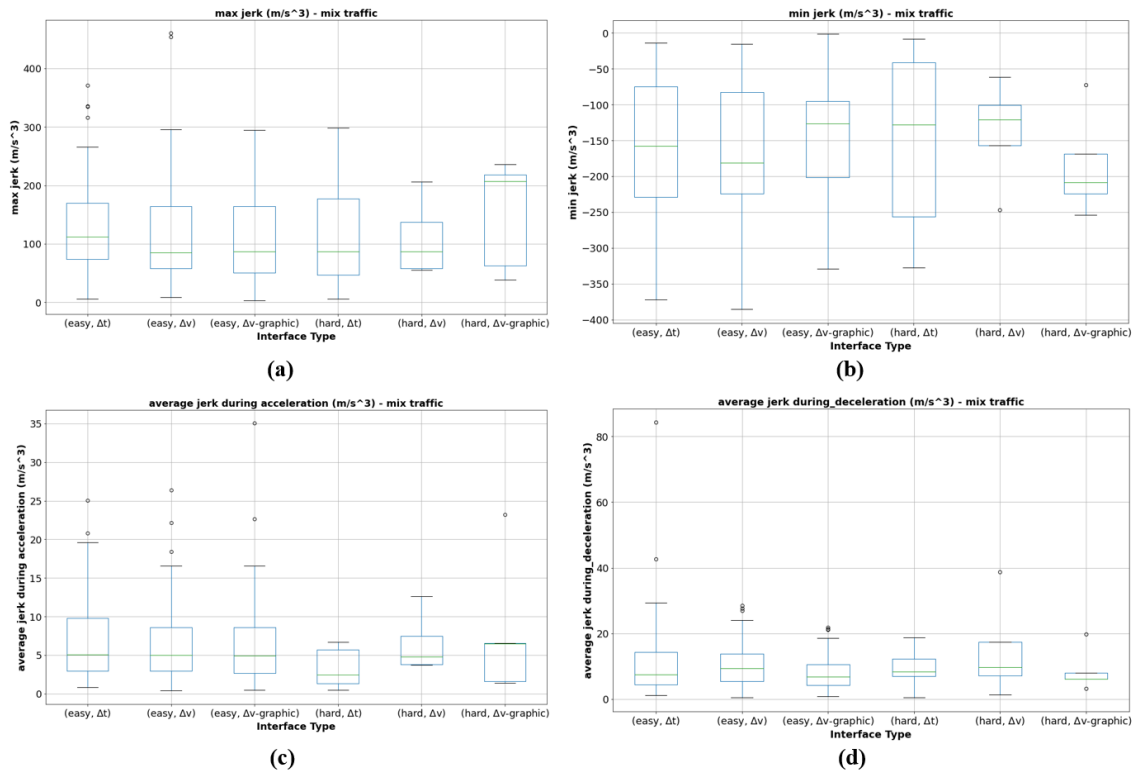 max jerk (m/s^3) - mix traffic
max jerk (m/s^3)
400
300
200
100
0
(easy, Δt) (easy, Δv) (easy, Δv-graphic) (hard, Δt) (hard, Δv) (hard, Δv-graphic)
Interface Type
(a)
min jerk (m/s^3) - mix traffic
min jerk (m/s^3)
0
−50
−100
−150
−200
−250
−300
−350
−400
(easy, Δt) (easy, Δv) (easy, Δv-graphic) (hard, Δt) (hard, Δv) (hard, Δv-graphic)
Interface Type
(b)
average jerk during acceleration (m/s^3) - mix traffic
average jerk during acceleration (m/s^3)
35
30
25
20
15
10
5
0
(easy, Δt) (easy, Δv) (easy, Δv-graphic) (hard, Δt) (hard, Δv) (hard, Δv-graphic)
Interface Type
(c)
average jerk during_deceleration (m/s^3) - mix traffic
average jerk during_deceleration (m/s^3)
80
60
40
20
0
(easy, Δt) (easy, Δv) (easy, Δv-graphic) (hard, Δt) (hard, Δv) (hard, Δv-graphic)
Interface Type
(d)